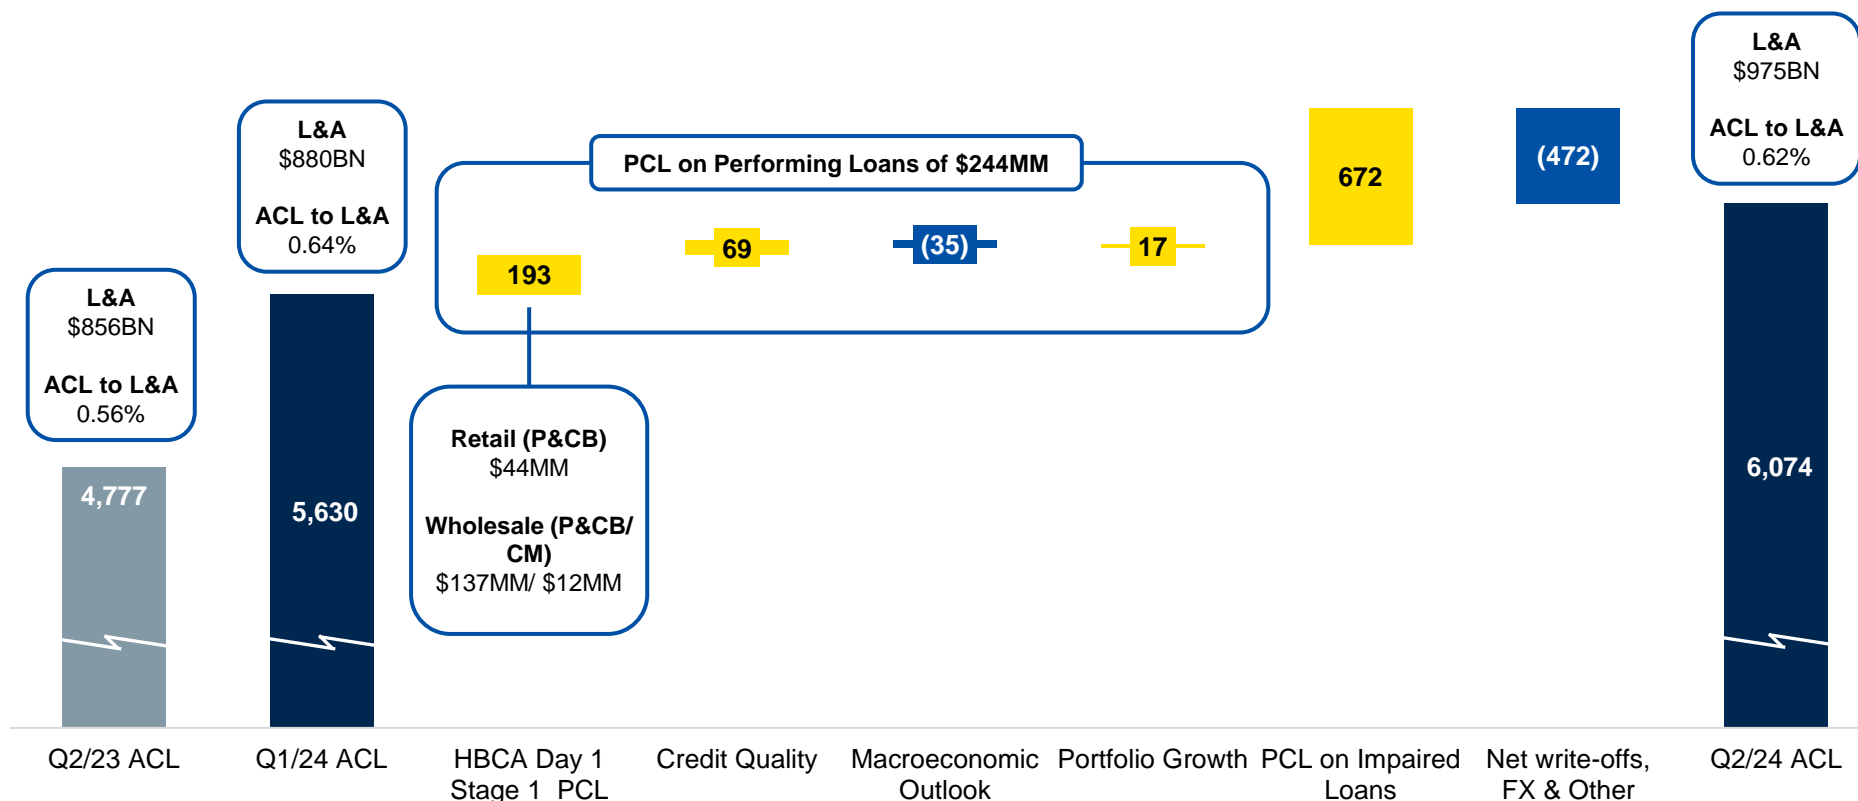 L&A
$856BN
ACL to L&A
0.56%
4,777
L&A
$880BN
ACL to L&A
0.64%
5,630
PCL on Performing Loans of $244MM
193
69
(35)
17
Retail (P&CB)
$44MM
Wholesale (P&CB/
CM)
$137MM/ $12MM
672
(472)
L&A
$975BN
ACL to L&A
0.62%
6,074
Q2/23 ACL
Q1/24 ACL
HBCA Day 1
Stage 1 PCL
Credit Quality
Macroeconomic
Outlook
Portfolio Growth
PCL on Impaired
Loans
Net write-offs,
FX & Other
Q2/24 ACL